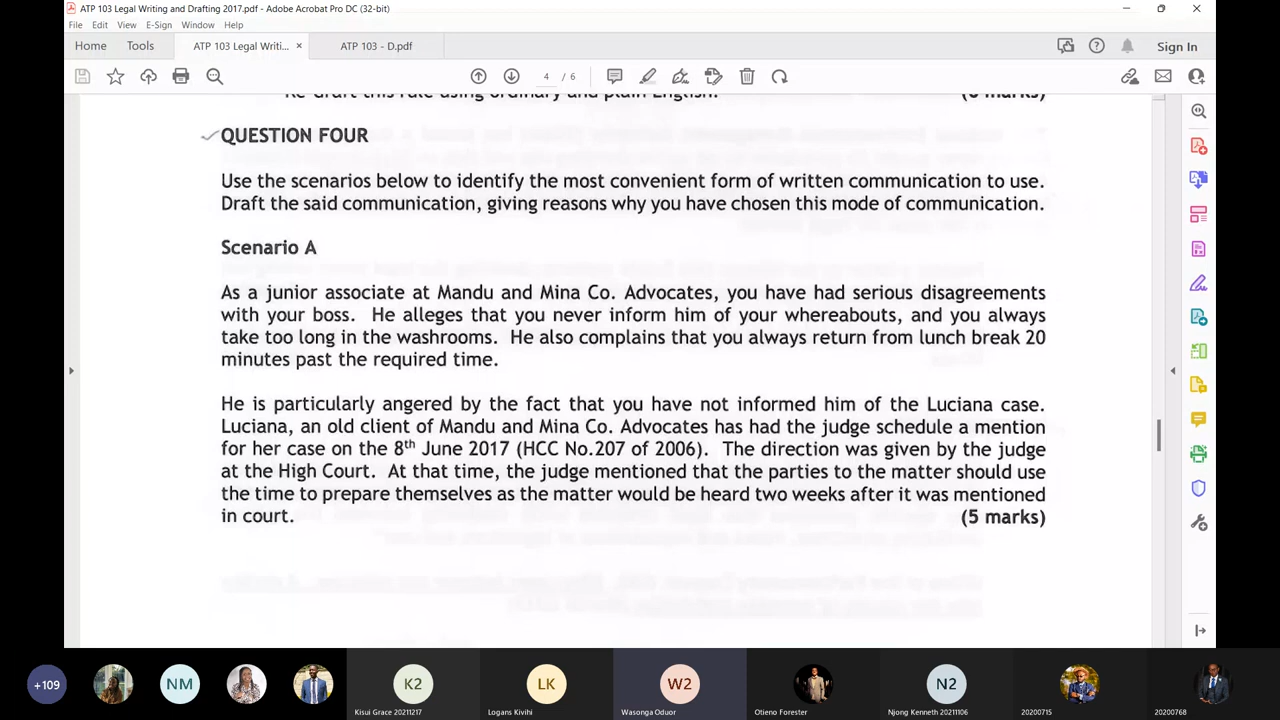 ATP 103 Legal Writing and Drafting 2017.pdf - Adobe Acrobat Pro DC (32-bit)
File Edit View E-Sign Window Help
Home Tools ATP 103 Legal Writi... × ATP 103 - D.pdf Sign In
4 / 6
Re-draft this rule using ordinary and plain English. (6 marks)
QUESTION FOUR
Use the scenarios below to identify the most convenient form of written communication to use.
Draft the said communication, giving reasons why you have chosen this mode of communication.
Scenario A
As a junior associate at Mandu and Mina Co. Advocates, you have had serious disagreements
with your boss. He alleges that you never inform him of your whereabouts, and you always
take too long in the washrooms. He also complains that you always return from lunch break 20
minutes past the required time.
He is particularly angered by the fact that you have not informed him of the Luciana case.
Luciana, an old client of Mandu and Mina Co. Advocates has had the judge schedule a mention
for her case on the 8th June 2017 (HCC No.207 of 2006). The direction was given by the judge
at the High Court. At that time, the judge mentioned that the parties to the matter should use
the time to prepare themselves as the matter would be heard two weeks after it was mentioned
in court. (5 marks)
+109 NM K2 LK W2 N2
Kisui Grace 20211217 Logans Kivihi Wasonga Oduor Otieno Forester Njong Kenneth 20211106 20200715 20200768